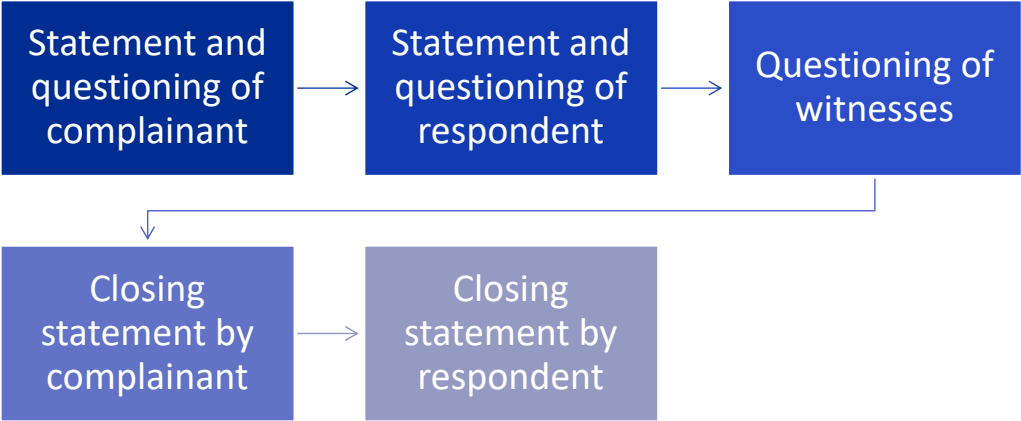 Statement and
questioning of
complainant
Statement and
questioning of
respondent
Questioning of
witnesses
Closing
statement by
complainant
Closing
statement by
respondent